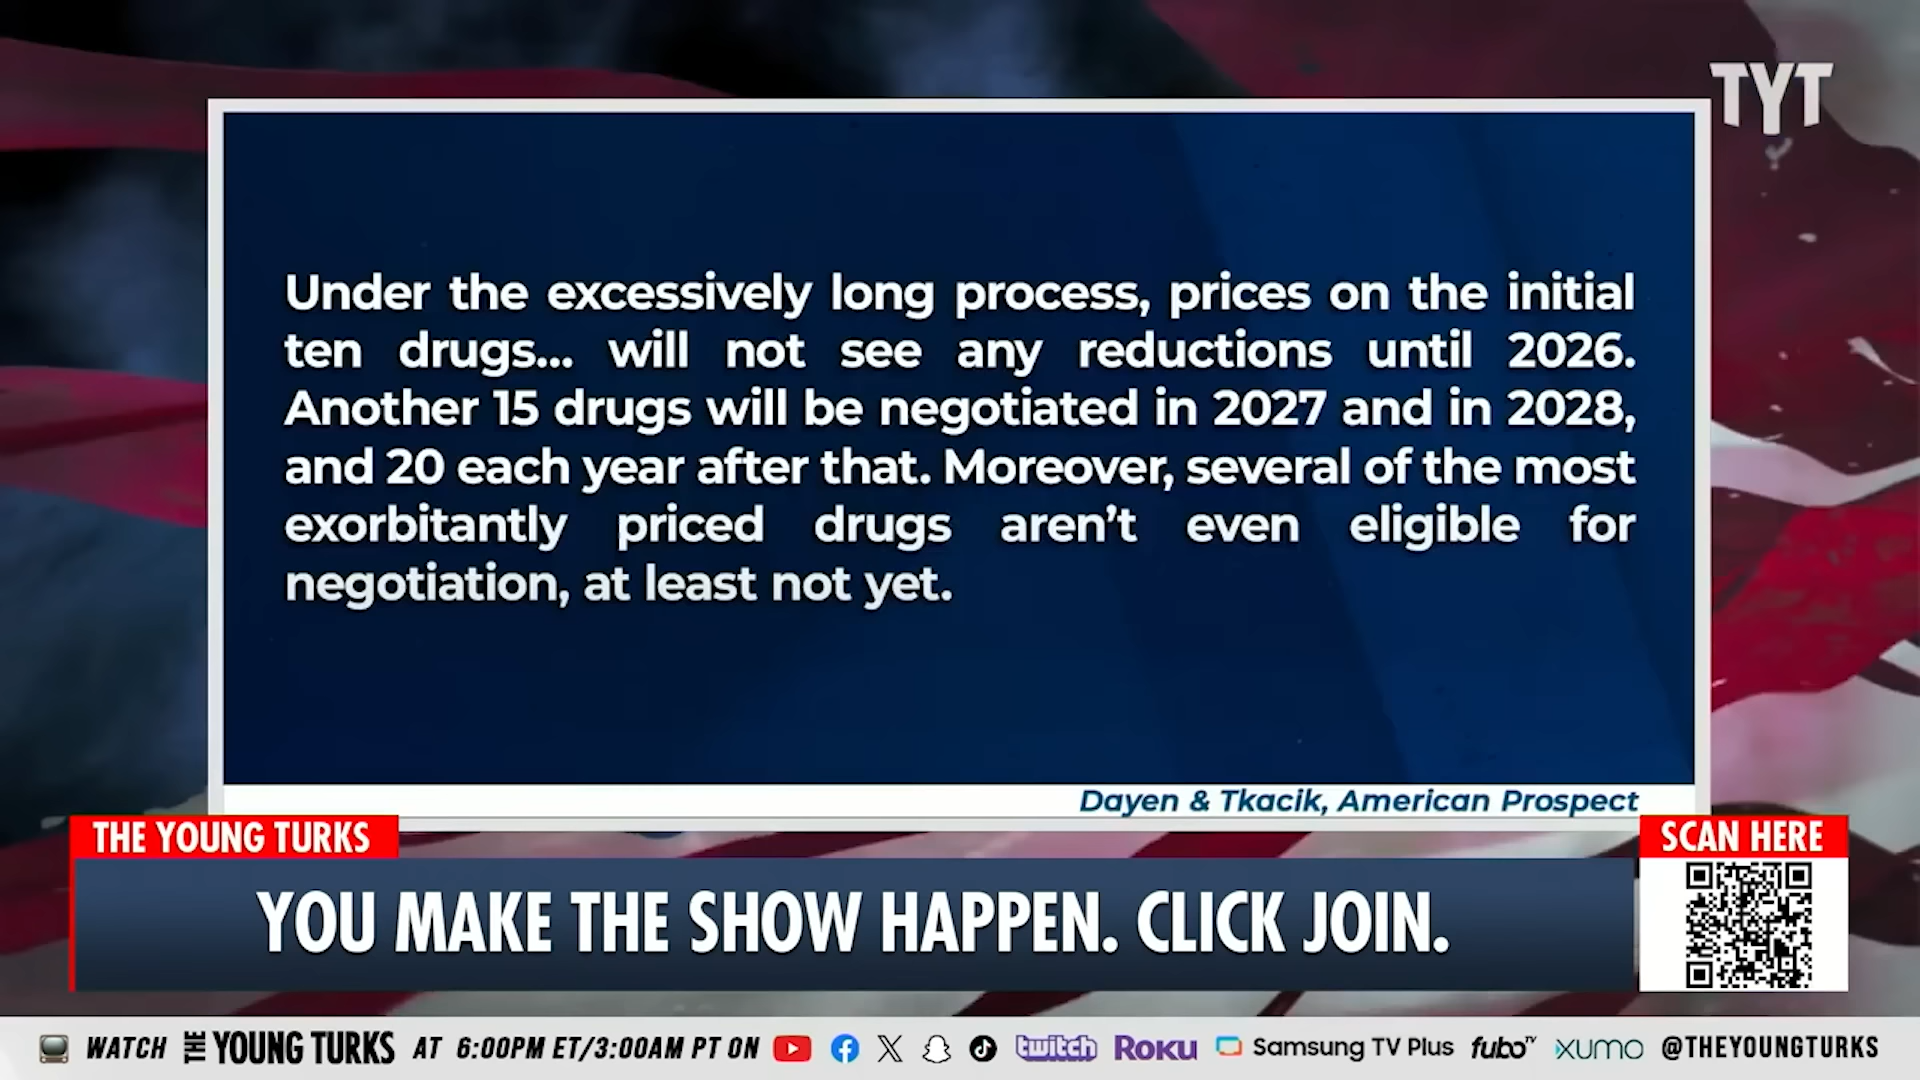 TYT
Under the excessively long process, prices on the initial
ten drugs... will not see any reductions until 2026.
Another 15 drugs will be negotiated in 2027 and in 2028,
and 20 each year after that. Moreover, several of the most
exorbitantly priced drugs aren't even eligible for
negotiation, at least not yet.
Dayen & Tkacik, American Prospect
THE YOUNG TURKS
SCAN HERE
YOU MAKE THE SHOW HAPPEN. CLICK JOIN.
WATCH THE YOUNG TURKS AT 6:00PM ET/3:00AM PT ON twitch ROKU Samsung TV Plus fuboTV xumo @THEYOUNGTURKS